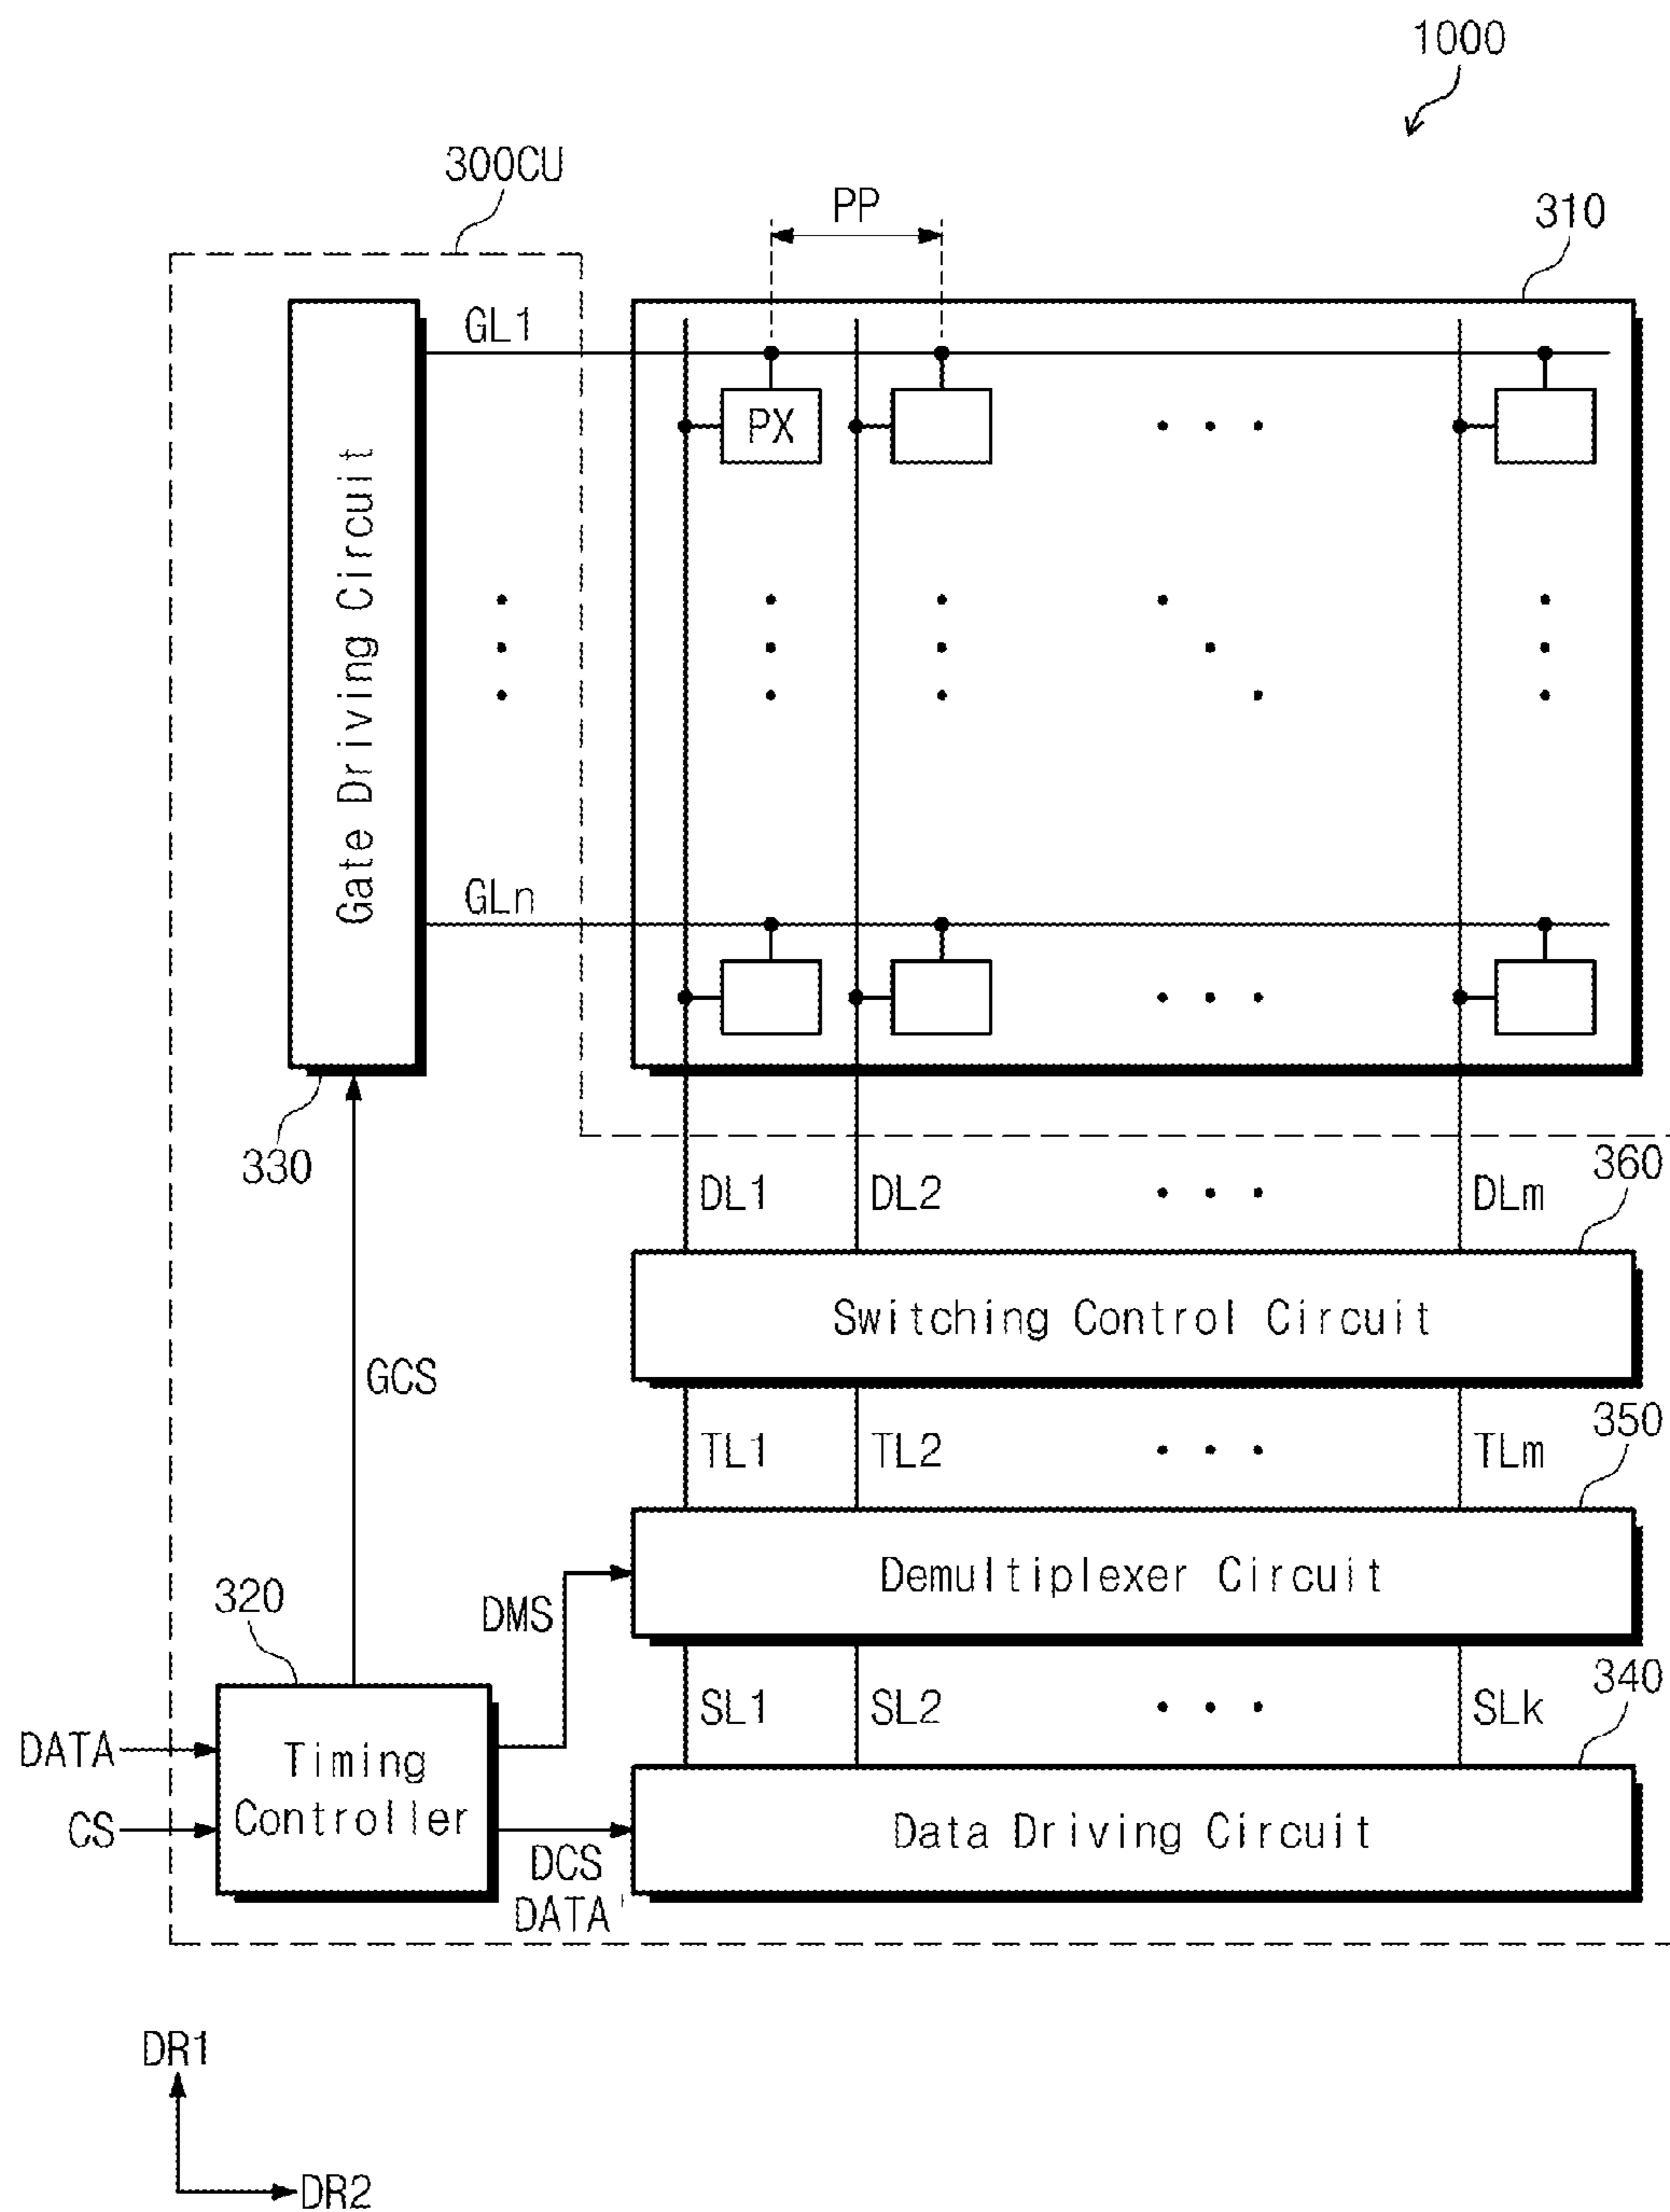 1000
300CU
PP
310
GL1
PX
Gate Driving Circuit
GLn
330
360
DL1
DL2
DLm
Switching Control Circuit
GCS
350
TL1
TL2
TLm
Demultiplexer Circuit
320
DMS
340
SL1
SL2
SLk
DATA
Timing
Controller
CS
Data Driving Circuit
DCS
DATA'
DR1
DR2